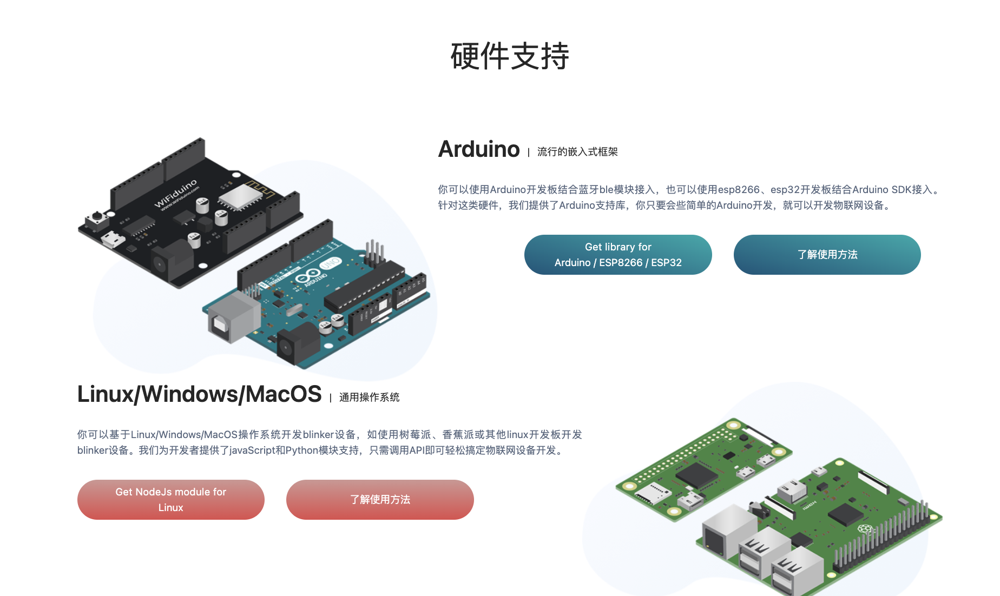 硬件支持
WiFiduino
www.WiFiduino.com
UNO
ARDUINO
Arduino | 流行的嵌入式框架
你可以使用Arduino开发板结合蓝牙ble模块接入，也可以使用esp8266、esp32开发板结合Arduino SDK接入。
针对这类硬件，我们提供了Arduino支持库，你只要会些简单的Arduino开发，就可以开发物联网设备。
Get library for
Arduino / ESP8266 / ESP32
了解使用方法
Linux/Windows/MacOS | 通用操作系统
你可以基于Linux/Windows/MacOS操作系统开发blinker设备，如使用树莓派、香蕉派或其他linux开发板开发
blinker设备。我们为开发者提供了javaScript和Python模块支持，只需调用API即可轻松搞定物联网设备开发。
Get NodeJs module for
Linux
了解使用方法
HDMI